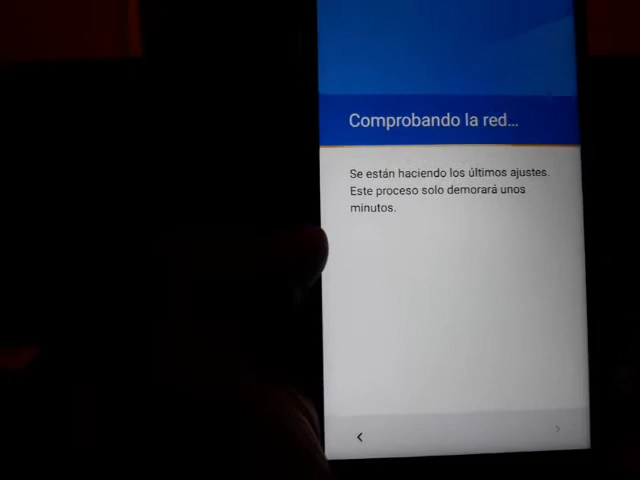 Comprobando la red...
Se están haciendo los últimos ajustes.
Este proceso solo demorará unos
minutos.